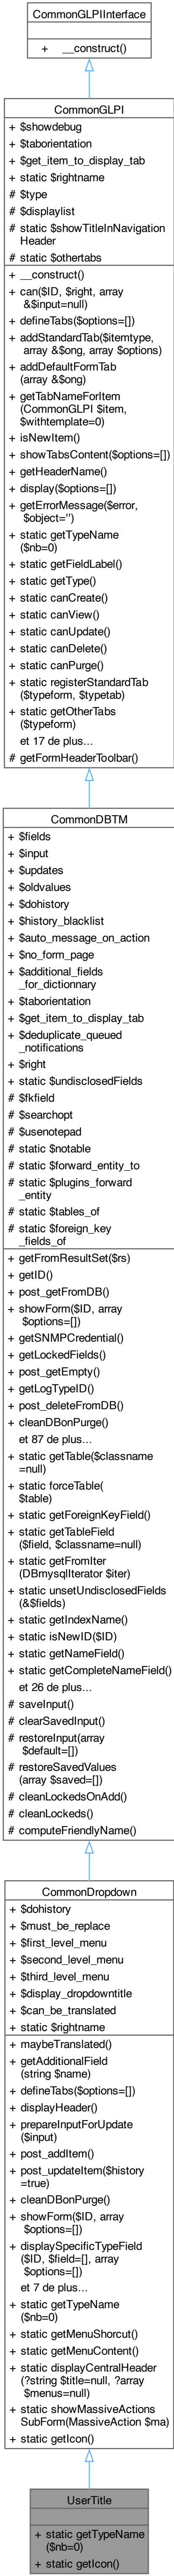 CommonGLPIInterface
+ __construct()
CommonGLPI
+ $showdebug
+ $taborientation
+ $get_item_to_display_tab
+ static $rightname
# $type
# $displaylist
# static $showTitleInNavigation
Header
# static $othertabs
+ __construct()
+ can($ID, $right, array
&$input=null)
+ defineTabs($options=[])
+ addStandardTab($itemtype,
array &$ong, array $options)
+ addDefaultFormTab
(array &$ong)
+ getTabNameForItem
(CommonGLPI $item,
$withtemplate=0)
+ isNewItem()
+ showTabsContent($options=[])
+ getHeaderName()
+ display($options=[])
+ getErrorMessage($error,
$object='')
+ static getTypeName
($nb=0)
+ static getFieldLabel()
+ static getType()
+ static canCreate()
+ static canView()
+ static canUpdate()
+ static canDelete()
+ static canPurge()
+ static registerStandardTab
($typeform, $typetab)
+ static getOtherTabs
($typeform)
et 17 de plus...
# getFormHeaderToolbar()
CommonDBTM
+ $fields
+ $input
+ $updates
+ $oldvalues
+ $dohistory
+ $history_blacklist
+ $auto_message_on_action
+ $no_form_page
+ $additional_fields
_for_dictionnary
+ $taborientation
+ $get_item_to_display_tab
+ $deduplicate_queued
_notifications
+ $right
+ static $undisclosedFields
# $fkfield
# $searchopt
# $usenotepad
# static $notable
# static $forward_entity_to
# static $plugins_forward
_entity
# static $tables_of
# static $foreign_key
_fields_of
+ getFromResultSet($rs)
+ getID()
+ post_getFromDB()
+ showForm($ID, array
$options=[])
+ getSNMPCredential()
+ getLockedFields()
+ post_getEmpty()
+ getLogTypeID()
+ post_deleteFromDB()
+ cleanDBonPurge()
et 87 de plus...
+ static getTable($classname
=null)
+ static forceTable(
$table)
+ static getForeignKeyField()
+ static getTableField
($field, $classname=null)
+ static getFromIter
(DBmysqlIterator $iter)
+ static unsetUndisclosedFields
(&$fields)
+ static getIndexName()
+ static isNewID($ID)
+ static getNameField()
+ static getCompleteNameField()
et 26 de plus...
# saveInput()
# clearSavedInput()
# restoreInput(array
$default=[])
# restoreSavedValues
(array $saved=[])
# cleanLockedsOnAdd()
# cleanLockeds()
# computeFriendlyName()
CommonDropdown
+ $dohistory
+ $must_be_replace
+ $first_level_menu
+ $second_level_menu
+ $third_level_menu
+ $display_dropdowntitle
+ $can_be_translated
+ static $rightname
+ maybeTranslated()
+ getAdditionalField
(string $name)
+ defineTabs($options=[])
+ displayHeader()
+ prepareInputForUpdate
($input)
+ post_addItem()
+ post_updateItem($history
=true)
+ cleanDBonPurge()
+ showForm($ID, array
$options=[])
+ displaySpecificTypeField
($ID, $field=[], array
$options=[])
et 7 de plus...
+ static getTypeName
($nb=0)
+ static getMenuShorcut()
+ static getMenuContent()
+ static displayCentralHeader
(?string $title=null, ?array
$menus=null)
+ static showMassiveActions
SubForm(MassiveAction $ma)
+ static getIcon()
UserTitle
+ static getTypeName
($nb=0)
+ static getIcon()